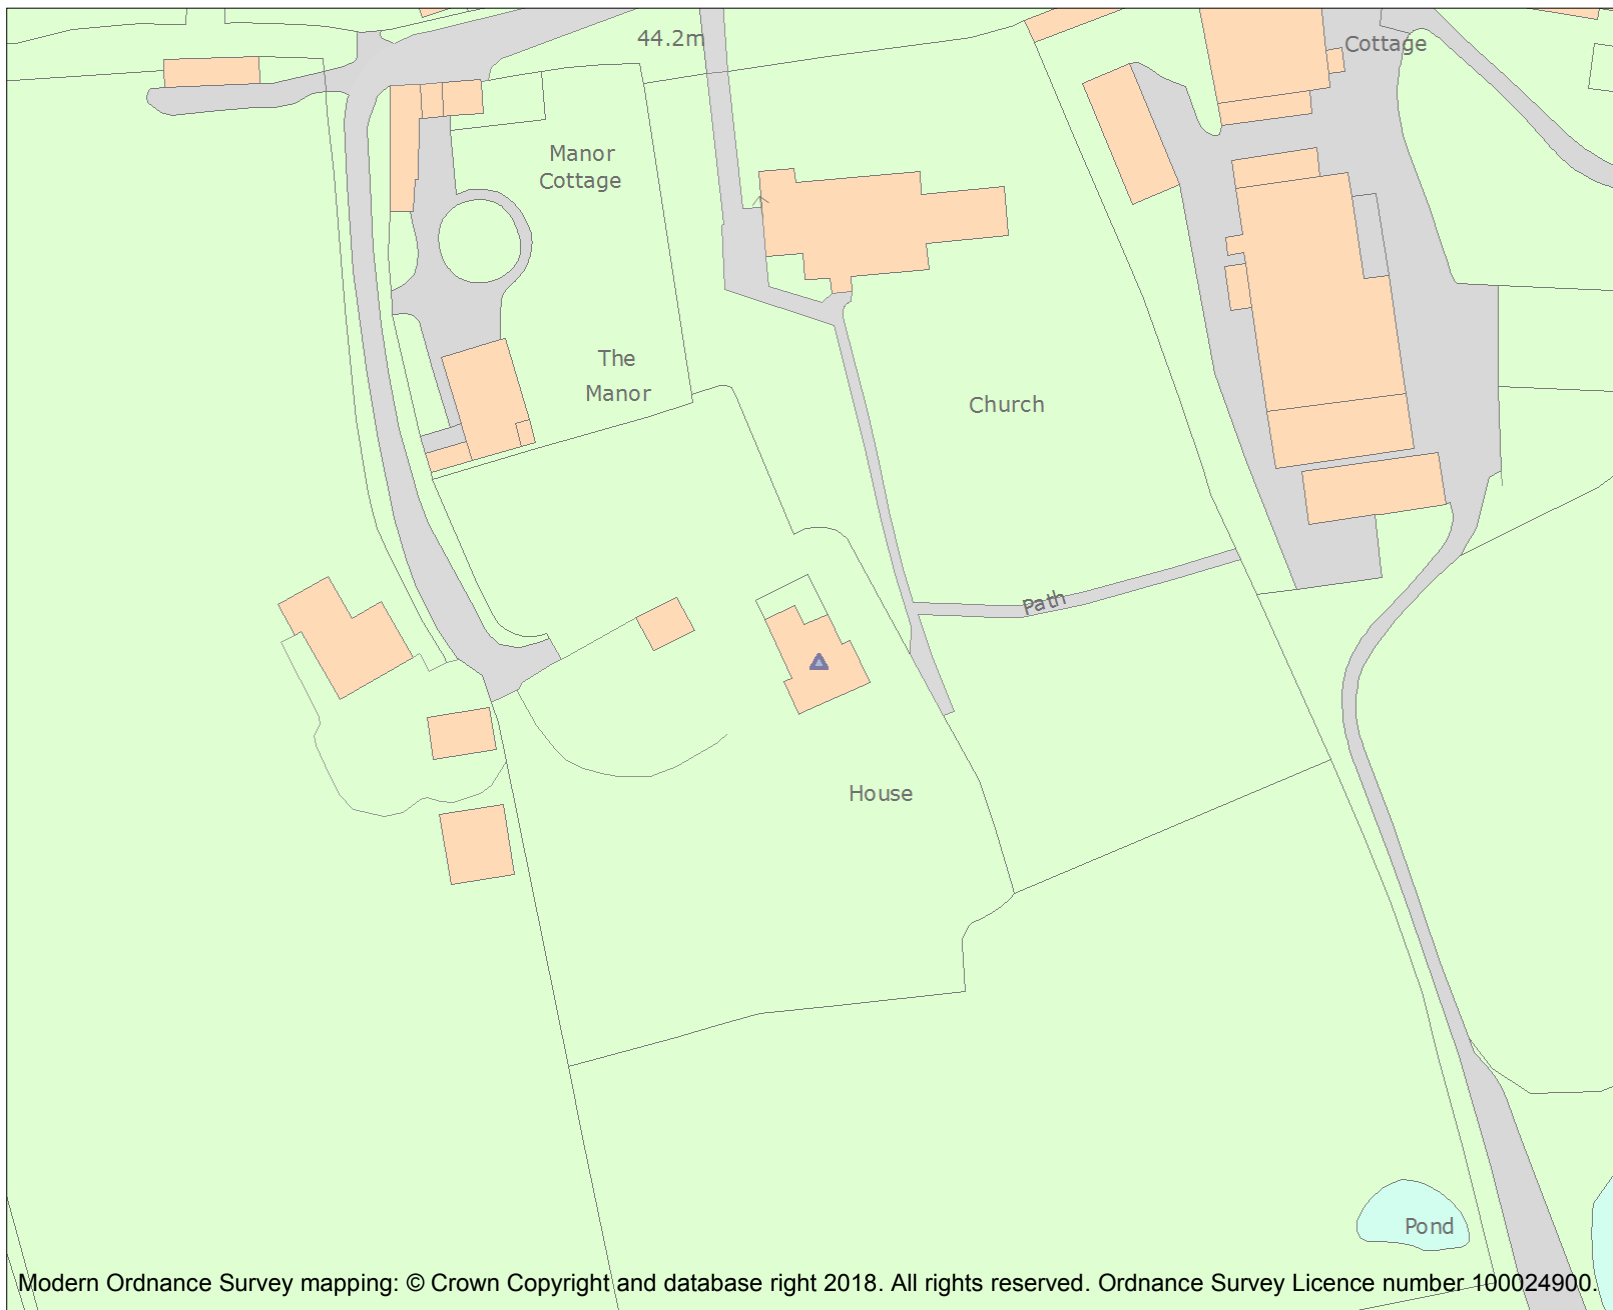 44.2m
Cottage
Manor
Cottage
The
Manor
Church
Path
House
Pond
Modern Ordnance Survey mapping: © Crown Copyright and database right 2018. All rights reserved. Ordnance Survey Licence number 100024900.